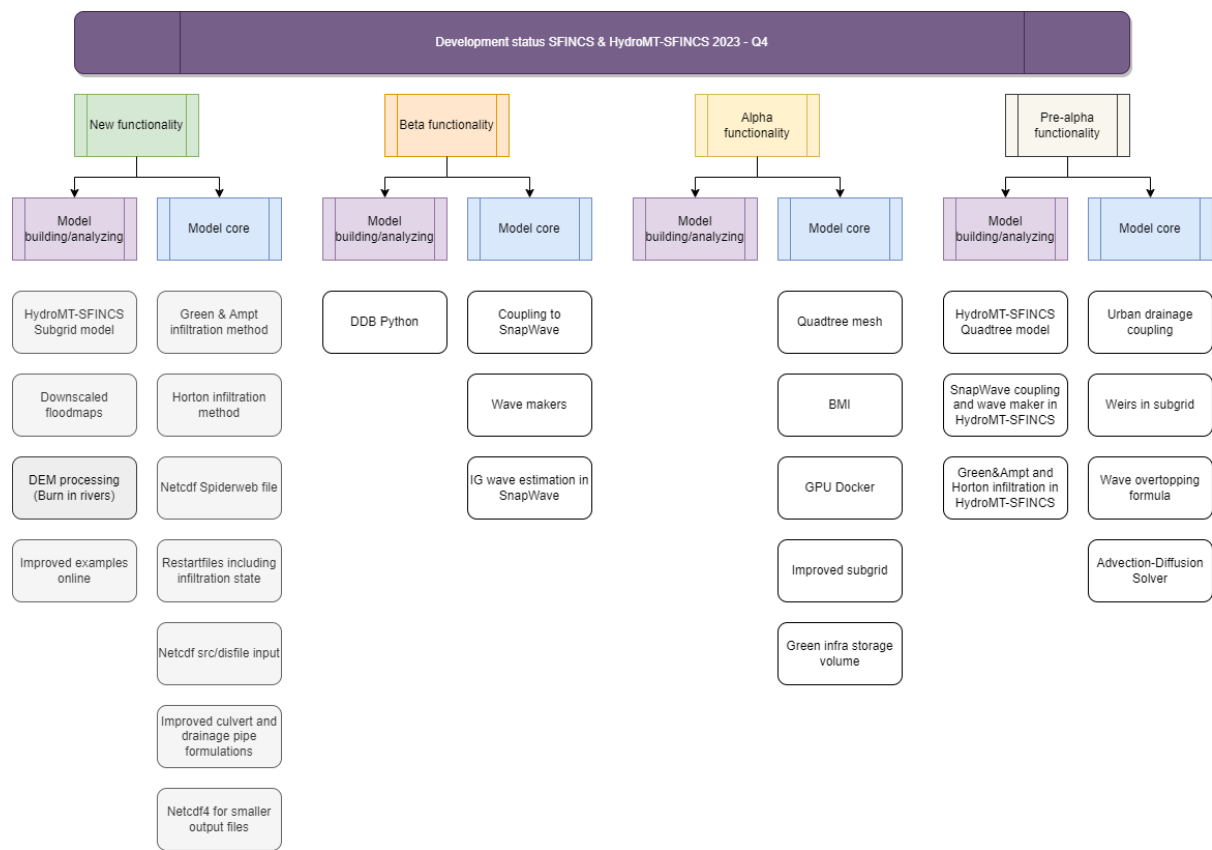 Development status SFINCS & HydroMT-SFINCS 2023 - Q4
New functionality
Model
building/analyzing
Model core
HydroMT-SFINCS
Subgrid model
Downscaled
floodmaps
DEM processing
(Burn in rivers)
Improved examples
online
Green & Ampt
infiltration method
Horton infiltration
method
Netcdf Spiderweb file
Restartfiles including
infiltration state
Netcdf src/disfile input
Improved culvert and
drainage pipe
formulations
Netcdf4 for smaller
output files
Beta functionality
Model
building/analyzing
Model core
DDB Python
Coupling to
SnapWave
Wave makers
IG wave estimation in
SnapWave
Alpha
functionality
Model
building/analyzing
Model core
Quadtree mesh
BMI
GPU Docker
Improved subgrid
Green infra storage
volume
Pre-alpha
functionality
Model
building/analyzing
Model core
HydroMT-SFINCS
Quadtree model
SnapWave coupling
and wave maker in
HydroMT-SFINCS
Green&Ampt and
Horton infiltration in
HydroMT-SFINCS
Urban drainage
coupling
Weirs in subgrid
Wave overtopping
formula
Advection-Diffusion
Solver